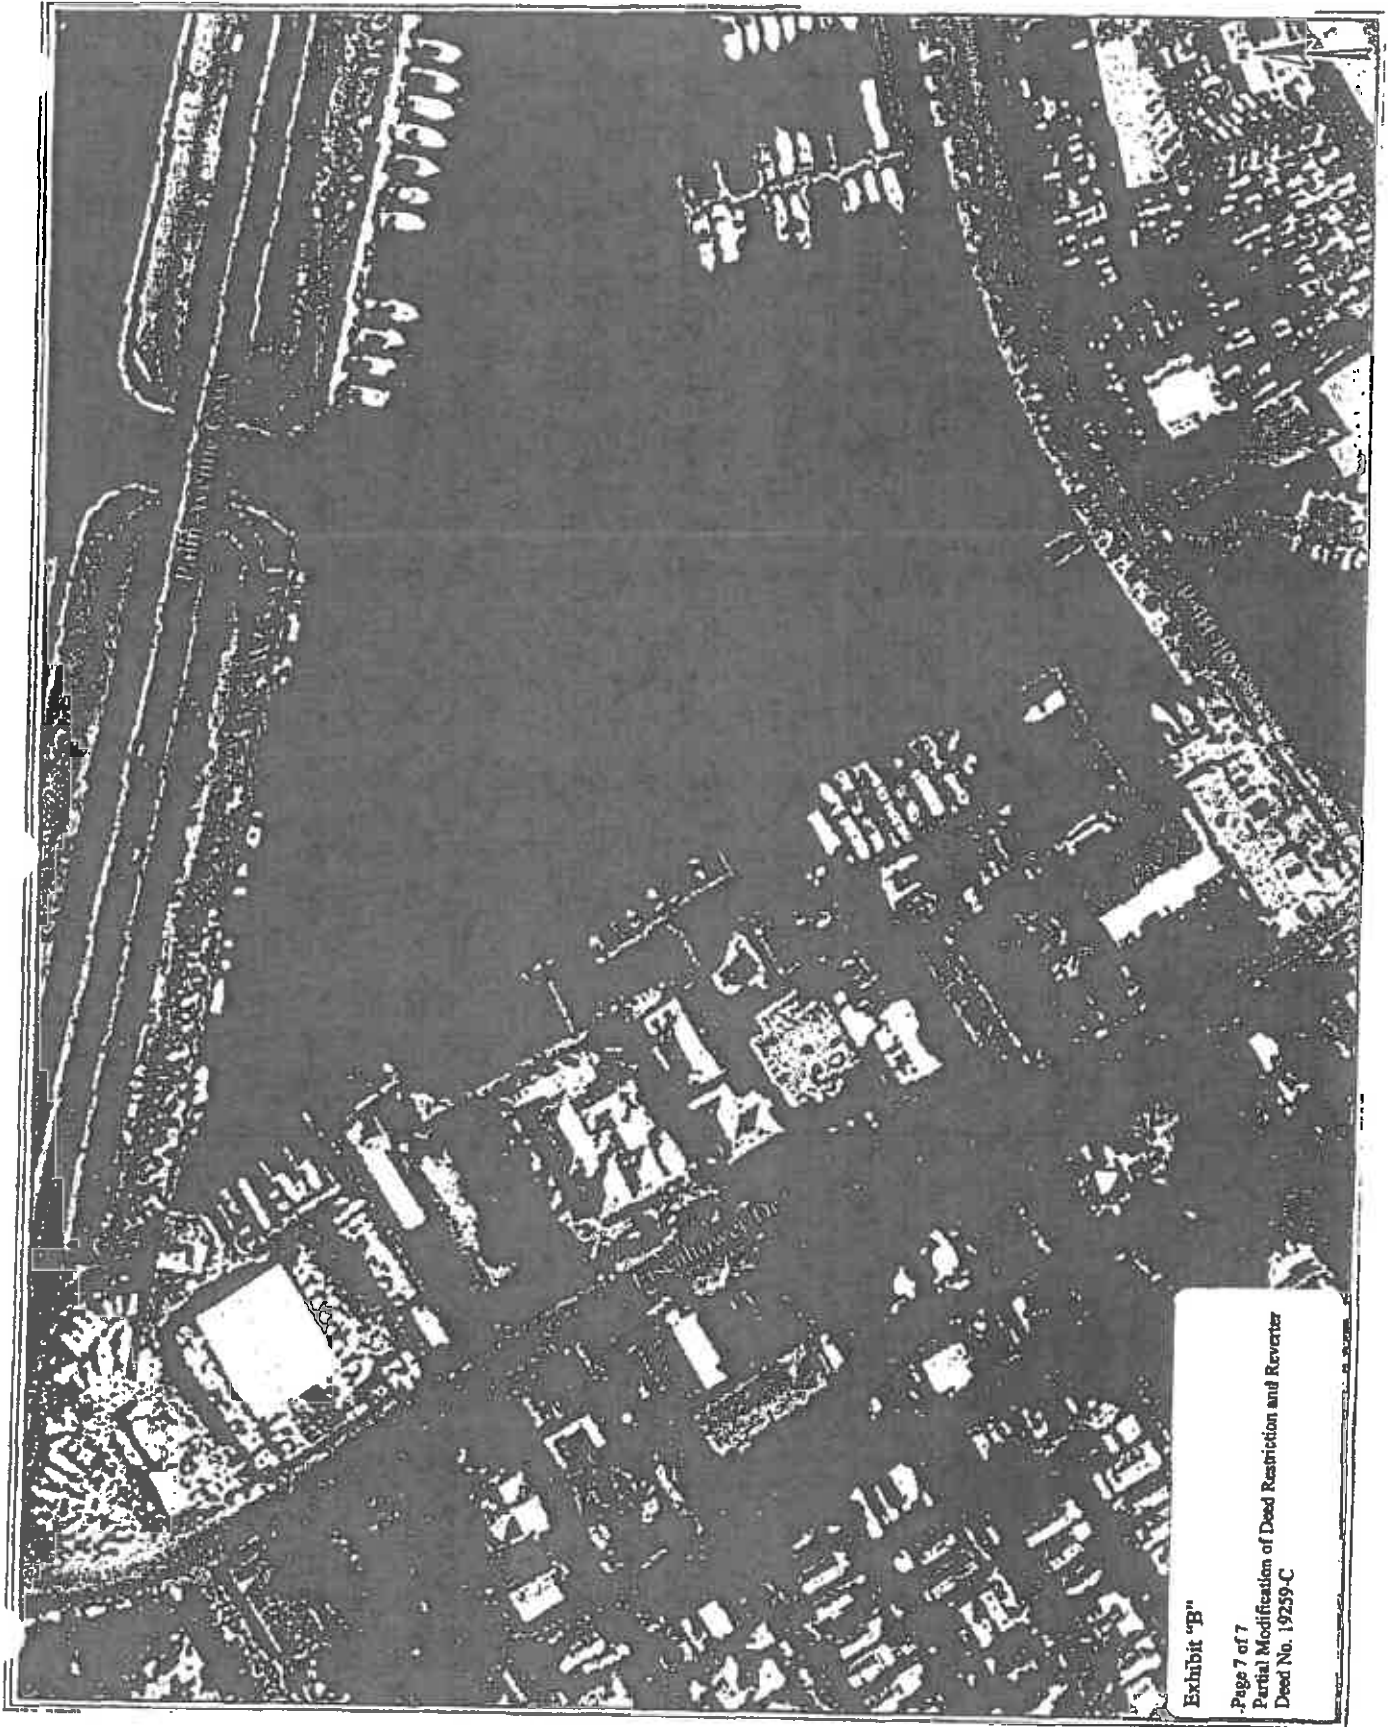 Exhibit "B"
Page 7 of 7
Partial Modification of Deed Restriction and Reverter
Deed No. 19259-C